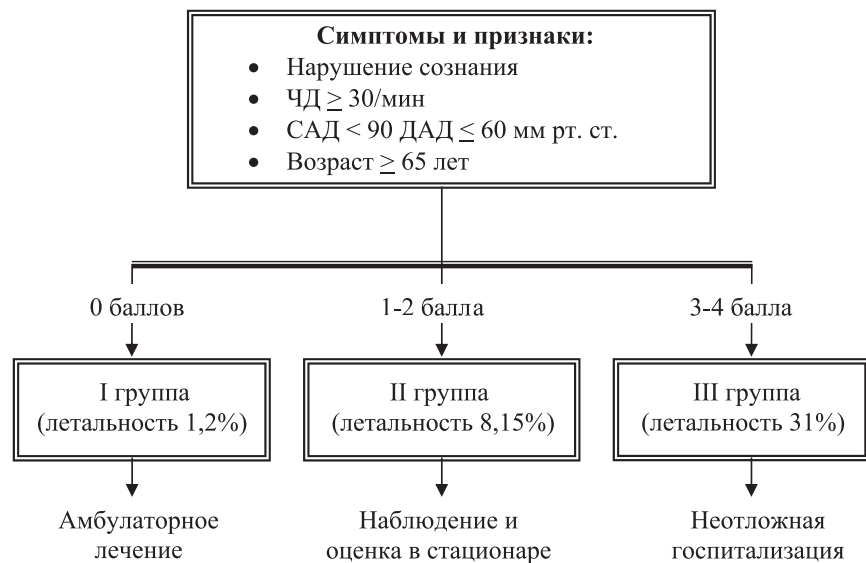 Симптомы и признаки:
• Нарушение сознания
• ЧД ≥ 30/мин
• САД < 90 ДАД ≤ 60 мм рт. ст.
• Возраст ≥ 65 лет
0 баллов
1-2 балла
3-4 балла
I группа
(летальность 1,2%)
II группа
(летальность 8,15%)
III группа
(летальность 31%)
Амбулаторное
лечение
Наблюдение и
оценка в стационаре
Неотложная
госпитализация